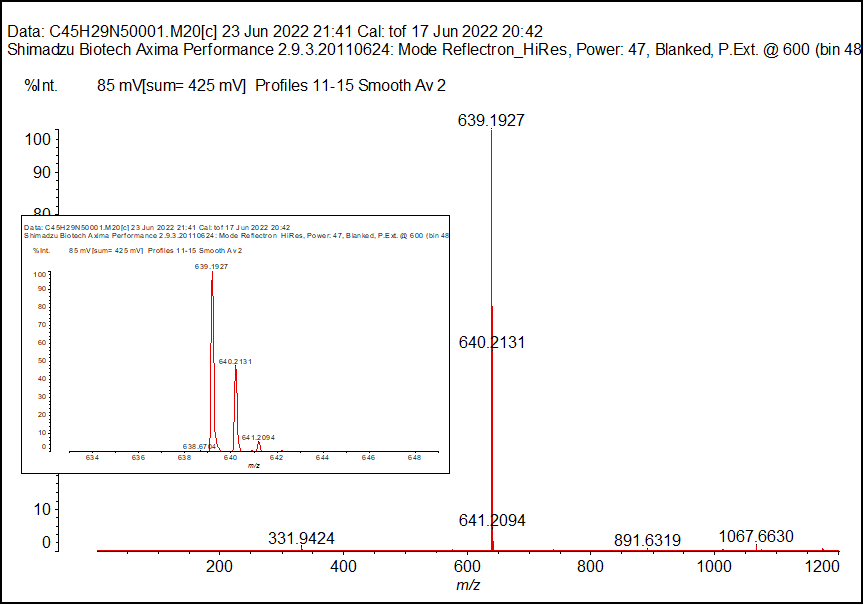 Data: C45H29N50001.M20[c] 23 Jun 2022 21:41 Cal: tof 17 Jun 2022 20:42
Shimadzu Biotech Axima Performance 2.9.3.20110624: Mode Reflectron_HiRes, Power: 47, Blanked, P.Ext. @ 600 (bin 48
%Int. 85 mV[sum= 425 mV] Profiles 11-15 Smooth Av 2
639.1927
100
90
80
Data: C45H29N50001.M20[c] 23 Jun 2022 21:41 Cal: tof 17 Jun 2022 20:42
Shimadzu Biotech Axima Performance 2.9.3.20110624: Mode Reflectron_HiRes, Power: 47, Blanked, P.Ext. @ 600 (bin 48
%Int. 85 mV[sum= 425 mV] Profiles 11-15 Smooth Av 2
639.1927
100
90
80
70
60
50
40
30
20
10
0
640.2131
641.2094
638.6704
634 636 638 640 642 644 646 648
m/z
640.2131
10
0
641.2094
331.9424
891.6319
1067.6630
200 400 600 800 1000 1200
m/z